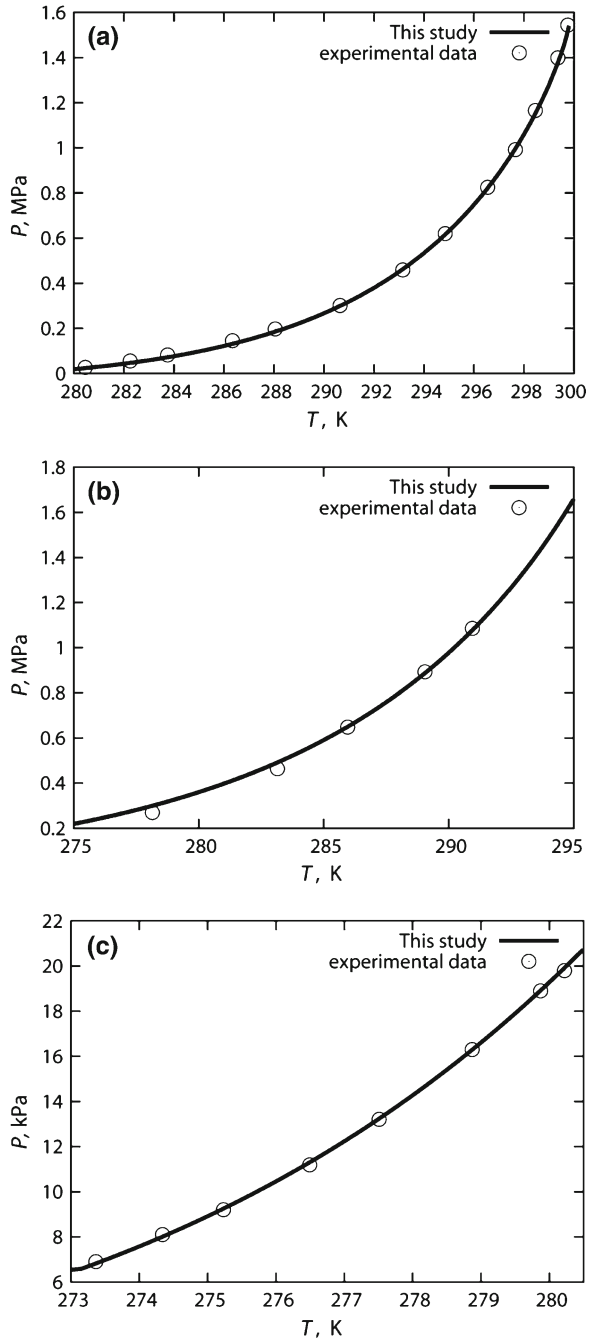 1.6
(a)
This study
experimental data
1.4
1.2
1
0.8
0.6
0.4
0.2
0
P, MPa
280 282 284 286 288 290 292 294 296 298 300
T, K
1.8
(b)
This study
experimental data
1.6
1.4
1.2
1
0.8
0.6
0.4
0.2
P, MPa
275 280 285 290 295
T, K
22
(c)
This study
experimental data
20
18
16
14
12
10
8
6
P, kPa
273 274 275 276 277 278 279 280
T, K